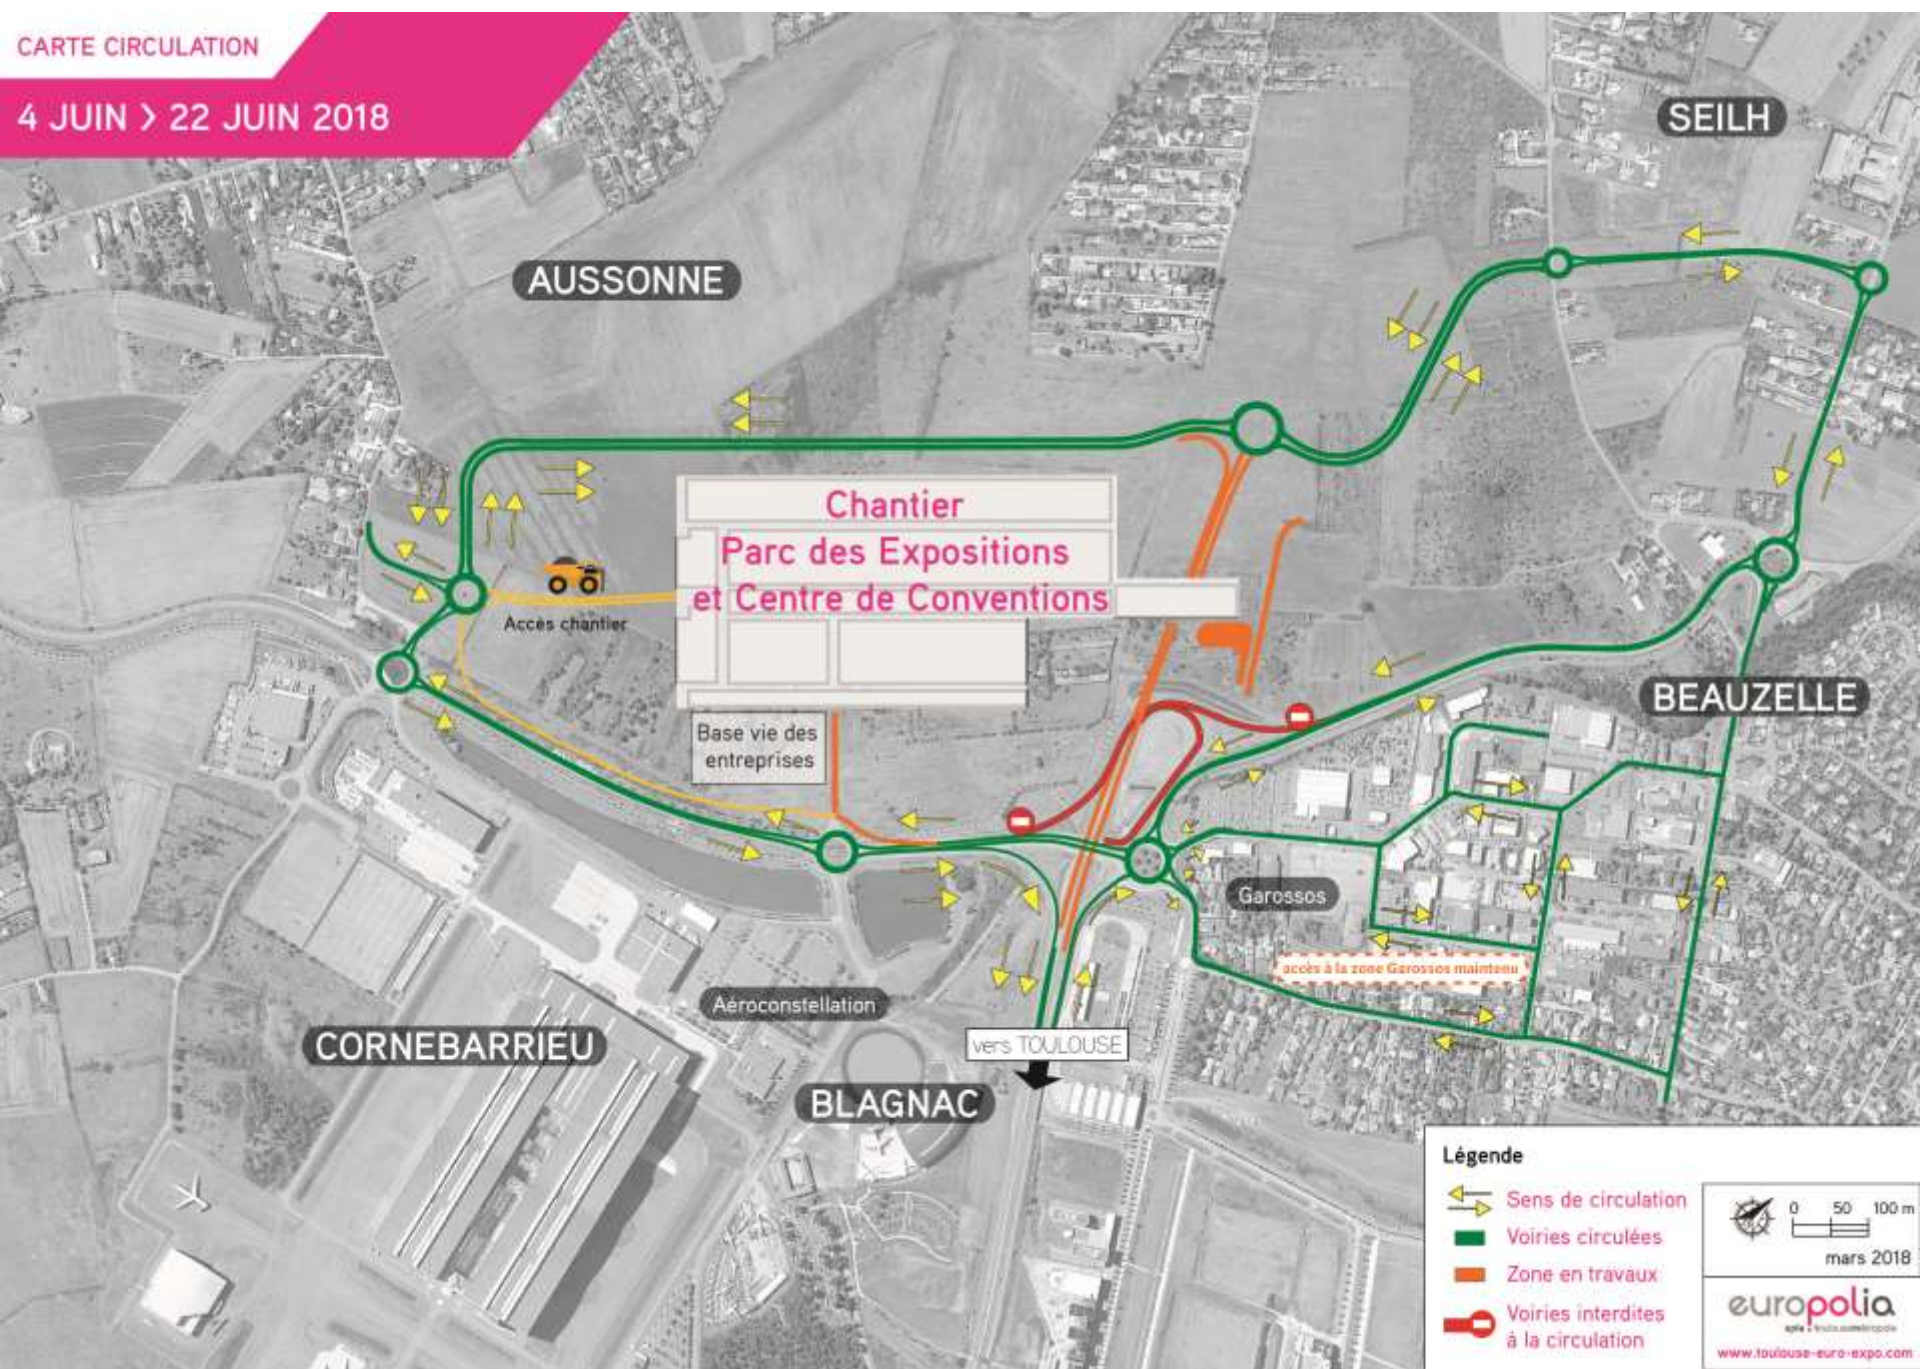 CARTE CIRCULATION
4 JUIN > 22 JUIN 2018
SEILH
AUSSONNE
Chantier
Parc des Expositions
et Centre de Conventions
Accès chantier
BEAUZELLE
Base vie des
entreprises
Garossos
accès à la zone Garossos maintenu
Aéroconstellation
CORNEBARRIEU
vers TOULOUSE
BLAGNAC
Légende
Sens de circulation
Voiries circulées
Zone en travaux
Voiries interdites
à la circulation
0 50 100 m
mars 2018
europolia
www.toulouse-euro-expo.com